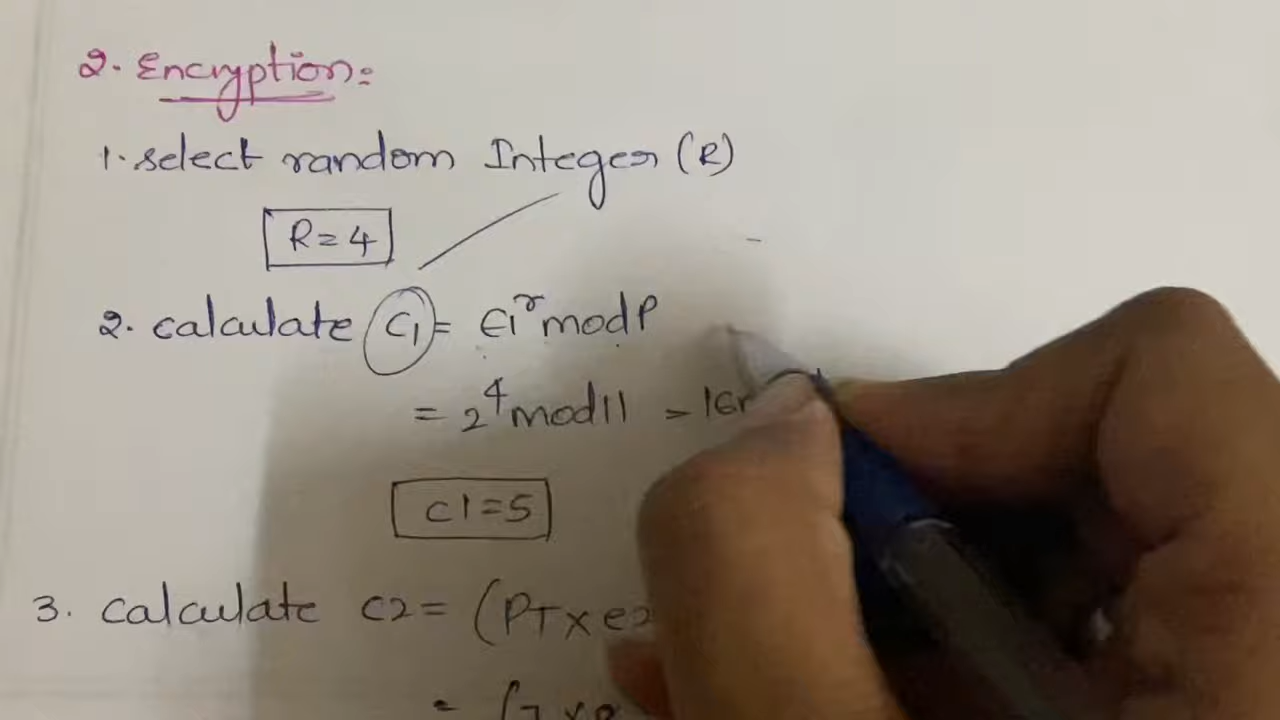 2. Encryption:
1. select random Integer (R)
R=4
2. calculate C1 = e1^r mod P
= 2^4 mod 11 = 16
C1=5
3. calculate C2 = (PT x e2
= (7 x